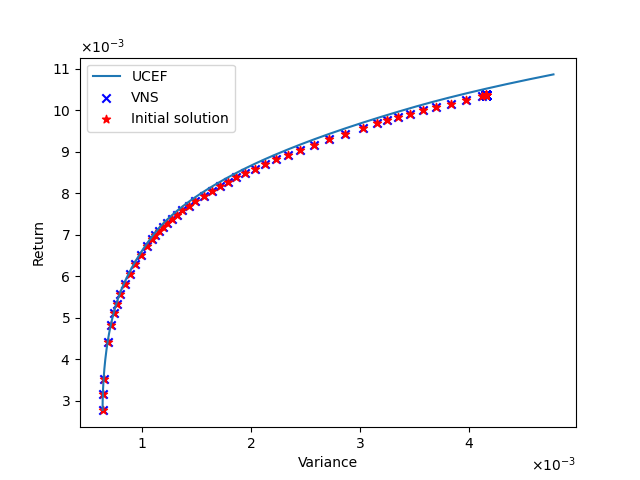 ×10⁻³
UCEF
VNS
Initial solution
11
10
9
8
7
6
5
4
3
Return
1 2 3 4
Variance
×10⁻³